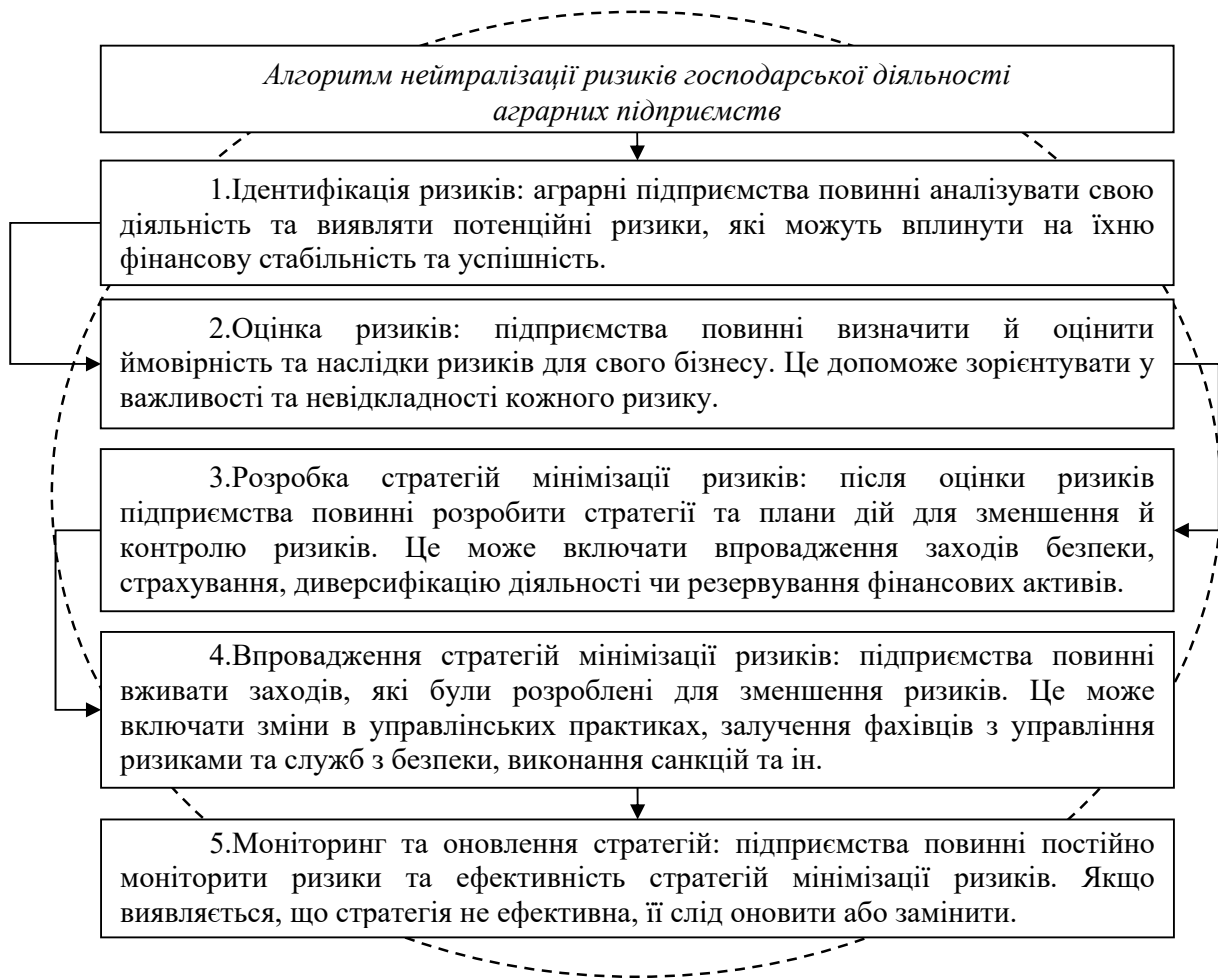 Алгоритм нейтралізації ризиків господарської діяльності
аграрних підприємств
1.Ідентифікація ризиків: аграрні підприємства повинні аналізувати свою
діяльність та виявляти потенційні ризики, які можуть вплинути на їхню
фінансову стабільність та успішність.
2.Оцінка ризиків: підприємства повинні визначити й оцінити
ймовірність та наслідки ризиків для свого бізнесу. Це допоможе зорієнтувати у
важливості та невідкладності кожного ризику.
3.Розробка стратегій мінімізації ризиків: після оцінки ризиків
підприємства повинні розробити стратегії та плани дій для зменшення й
контролю ризиків. Це може включати впровадження заходів безпеки,
страхування, диверсифікацію діяльності чи резервування фінансових активів.
4.Впровадження стратегій мінімізації ризиків: підприємства повинні
вживати заходів, які були розроблені для зменшення ризиків. Це може
включати зміни в управлінських практиках, залучення фахівців з управління
ризиками та служб з безпеки, виконання санкцій та ін.
5.Моніторинг та оновлення стратегій: підприємства повинні постійно
моніторити ризики та ефективність стратегій мінімізації ризиків. Якщо
виявляється, що стратегія не ефективна, її слід оновити або замінити.